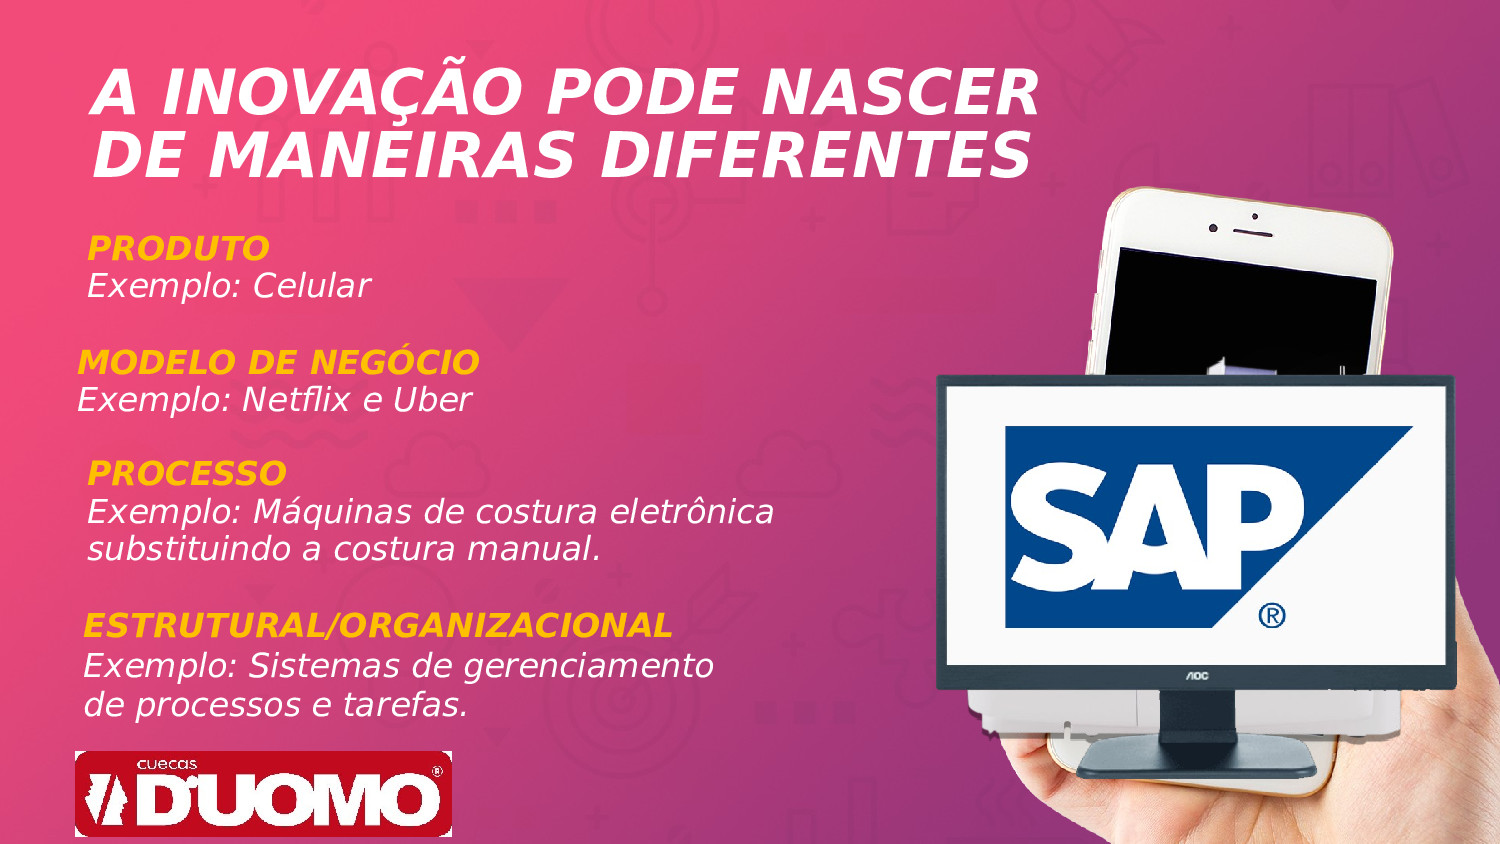 A INOVAÇÃO PODE NASCER
DE MANEIRAS DIFERENTES
PRODUTO
Exemplo: Celular
MODELO DE NEGÓCIO
Exemplo: Netflix e Uber
PROCESSO
Exemplo: Máquinas de costura eletrônica
substituindo a costura manual.
ESTRUTURAL/ORGANIZACIONAL
Exemplo: Sistemas de gerenciamento
de processos e tarefas.
SAP
®
AOC
cuecas
D'UOMO®